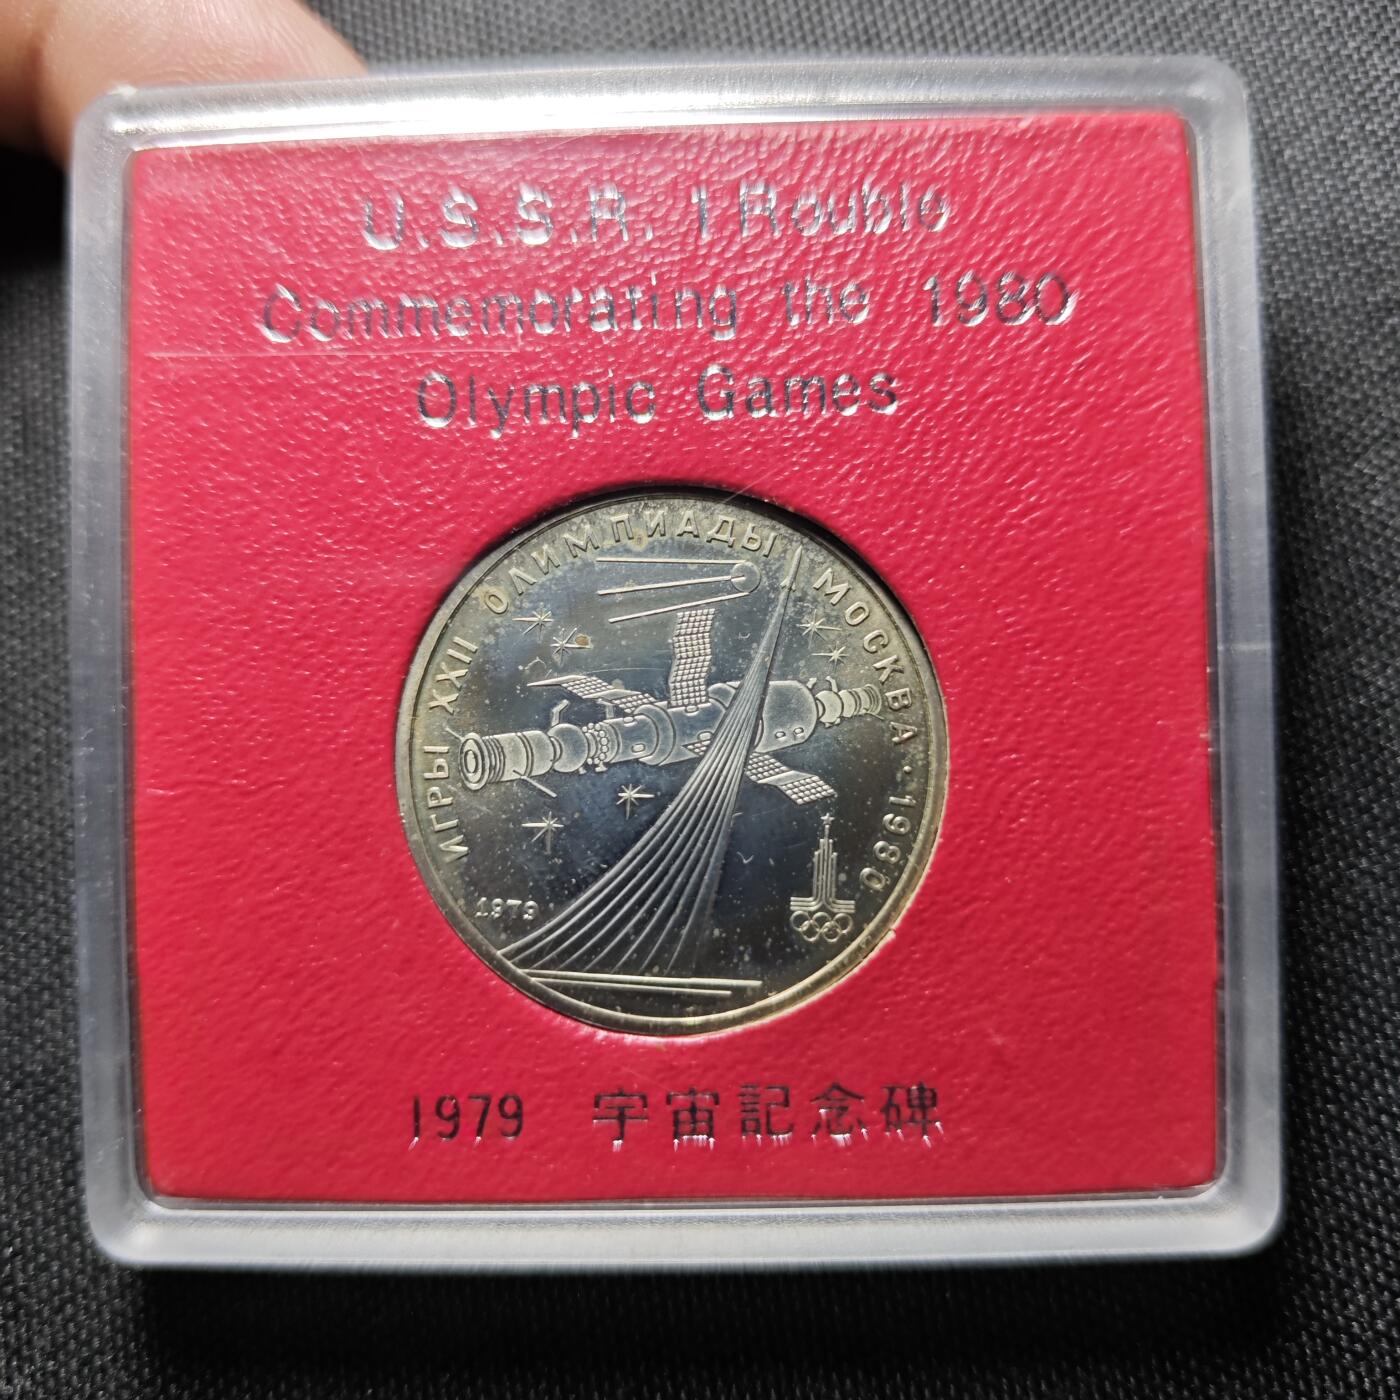 U.S.S.R. 1 Rouble
Commemorating the 1980
Olympic Games
ИГРЫ XXII ОЛИМПИАДЫ МОСКВА·1980
1979
1979 宇宙記念碑